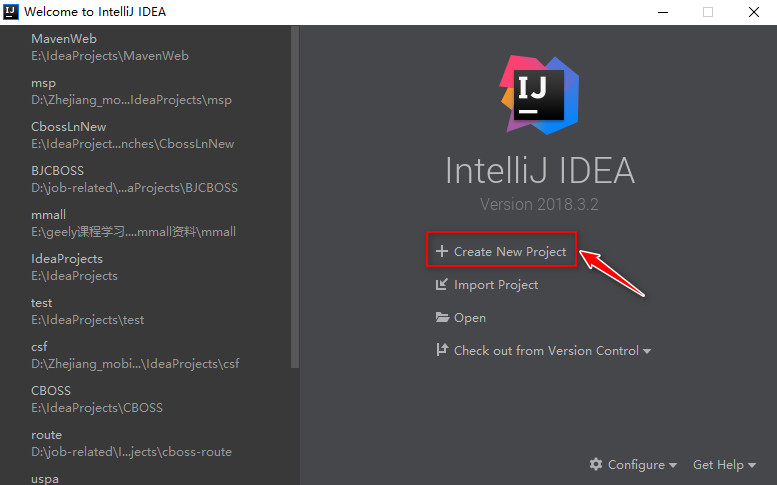 Welcome to IntelliJ IDEA
MavenWeb
E:\IdeaProjects\MavenWeb
msp
D:\Zhejiang_mo...IdeaProjects\msp
CbossLnNew
E:\IdeaProject...nches\CbossLnNew
BJCBOSS
D:\job-related\...aProjects\BJCBOSS
mmall
E:\geely课程学习....mmall资料\mmall
IdeaProjects
E:\IdeaProjects
test
E:\IdeaProjects\test
csf
D:\Zhejiang_mobi...\IdeaProjects\csf
CBOSS
E:\IdeaProjects\CBOSS
route
D:\job-related\I...jects\cboss-route
uspa
IJ
IntelliJ IDEA
Version 2018.3.2
Create New Project
Import Project
Open
Check out from Version Control
Configure
Get Help